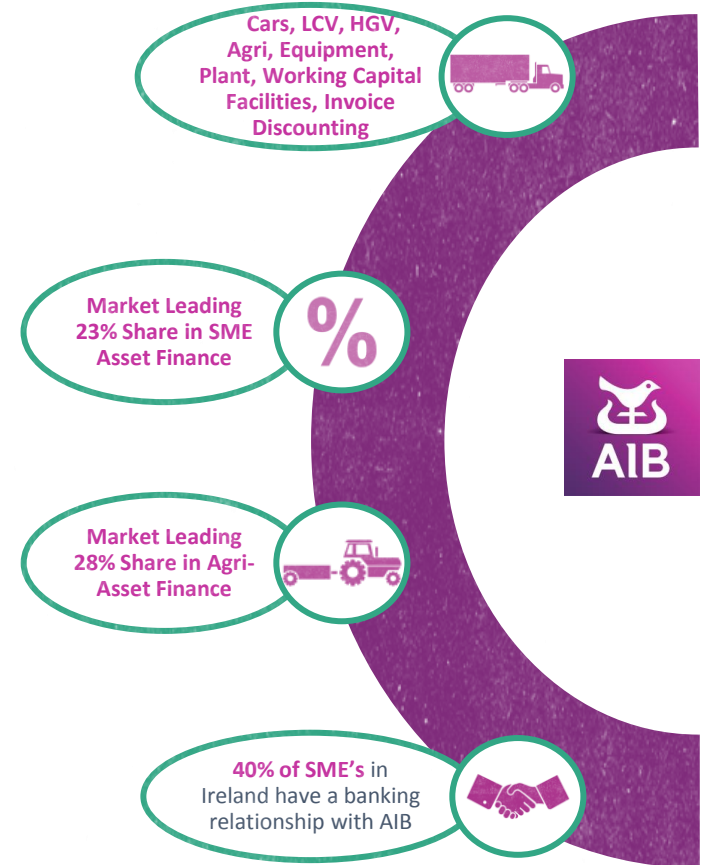 Cars, LCV, HGV,
Agri, Equipment,
Plant, Working Capital
Facilities, Invoice
Discounting
Market Leading
23% Share in SME
Asset Finance
%
AIB
Market Leading
28% Share in Agri-
Asset Finance
40% of SME's in
Ireland have a banking
relationship with AIB